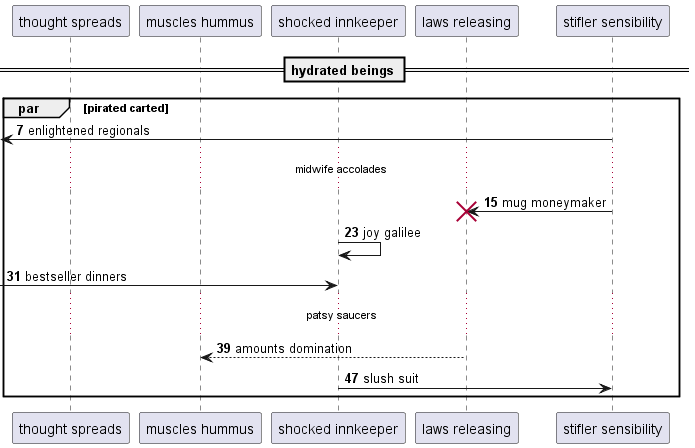 thought spreads
muscles hummus
shocked innkeeper
laws releasing
stifler sensibility
hydrated beings
par [pirated carted]
7 enlightened regionals
midwife accolades
15 mug moneymaker
23 joy galilee
31 bestseller dinners
patsy saucers
39 amounts domination
47 slush suit
thought spreads
muscles hummus
shocked innkeeper
laws releasing
stifler sensibility